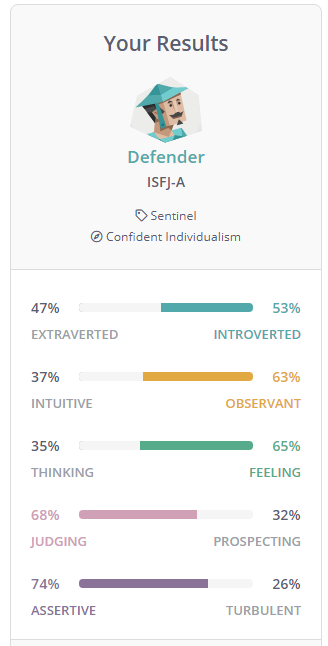 Your Results
Defender
ISFJ-A
Sentinel
Confident Individualism
47% 53%
EXTRAVERTED INTROVERTED
37% 63%
INTUITIVE OBSERVANT
35% 65%
THINKING FEELING
68% 32%
JUDGING PROSPECTING
74% 26%
ASSERTIVE TURBULENT